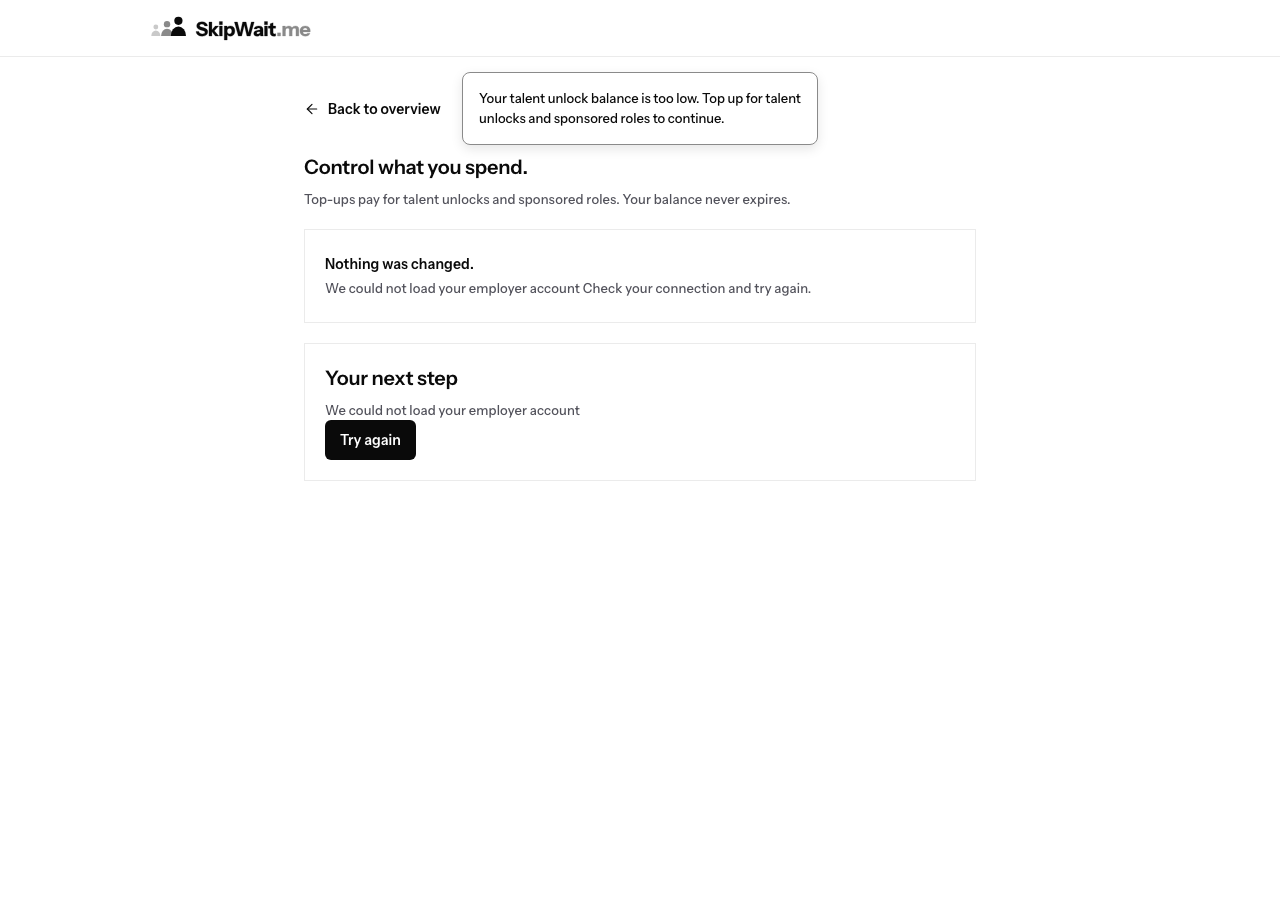 SkipWait.me
Your talent unlock balance is too low. Top up for talent
unlocks and sponsored roles to continue.
Back to overview
Control what you spend.
Top-ups pay for talent unlocks and sponsored roles. Your balance never expires.
Nothing was changed.
We could not load your employer account Check your connection and try again.
Your next step
We could not load your employer account
Try again